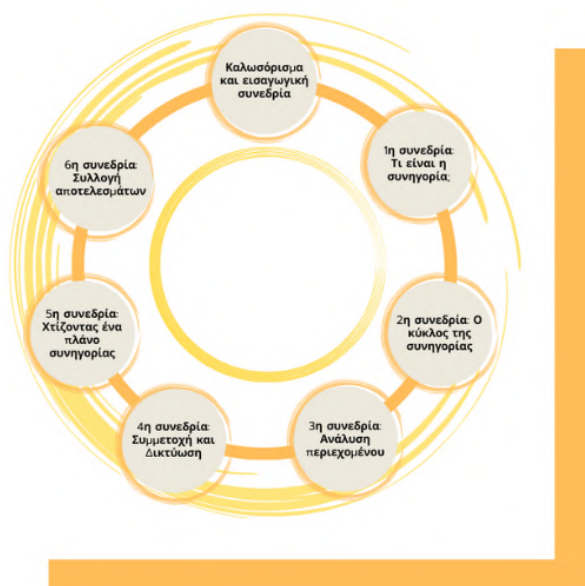 Καλωσόρισμα
και εισαγωγική
συνεδρία
1η συνεδρία:
Τι είναι η
συνηγορία;
2η συνεδρία: Ο
κύκλος της
συνηγορίας
3η συνεδρία:
Ανάλυση
περιεχομένου
4η συνεδρία:
Συμμετοχή και
Δικτύωση
5η συνεδρία:
Χτίζοντας ένα
πλάνο
συνηγορίας
6η συνεδρία:
Συλλογή
αποτελεσμάτων